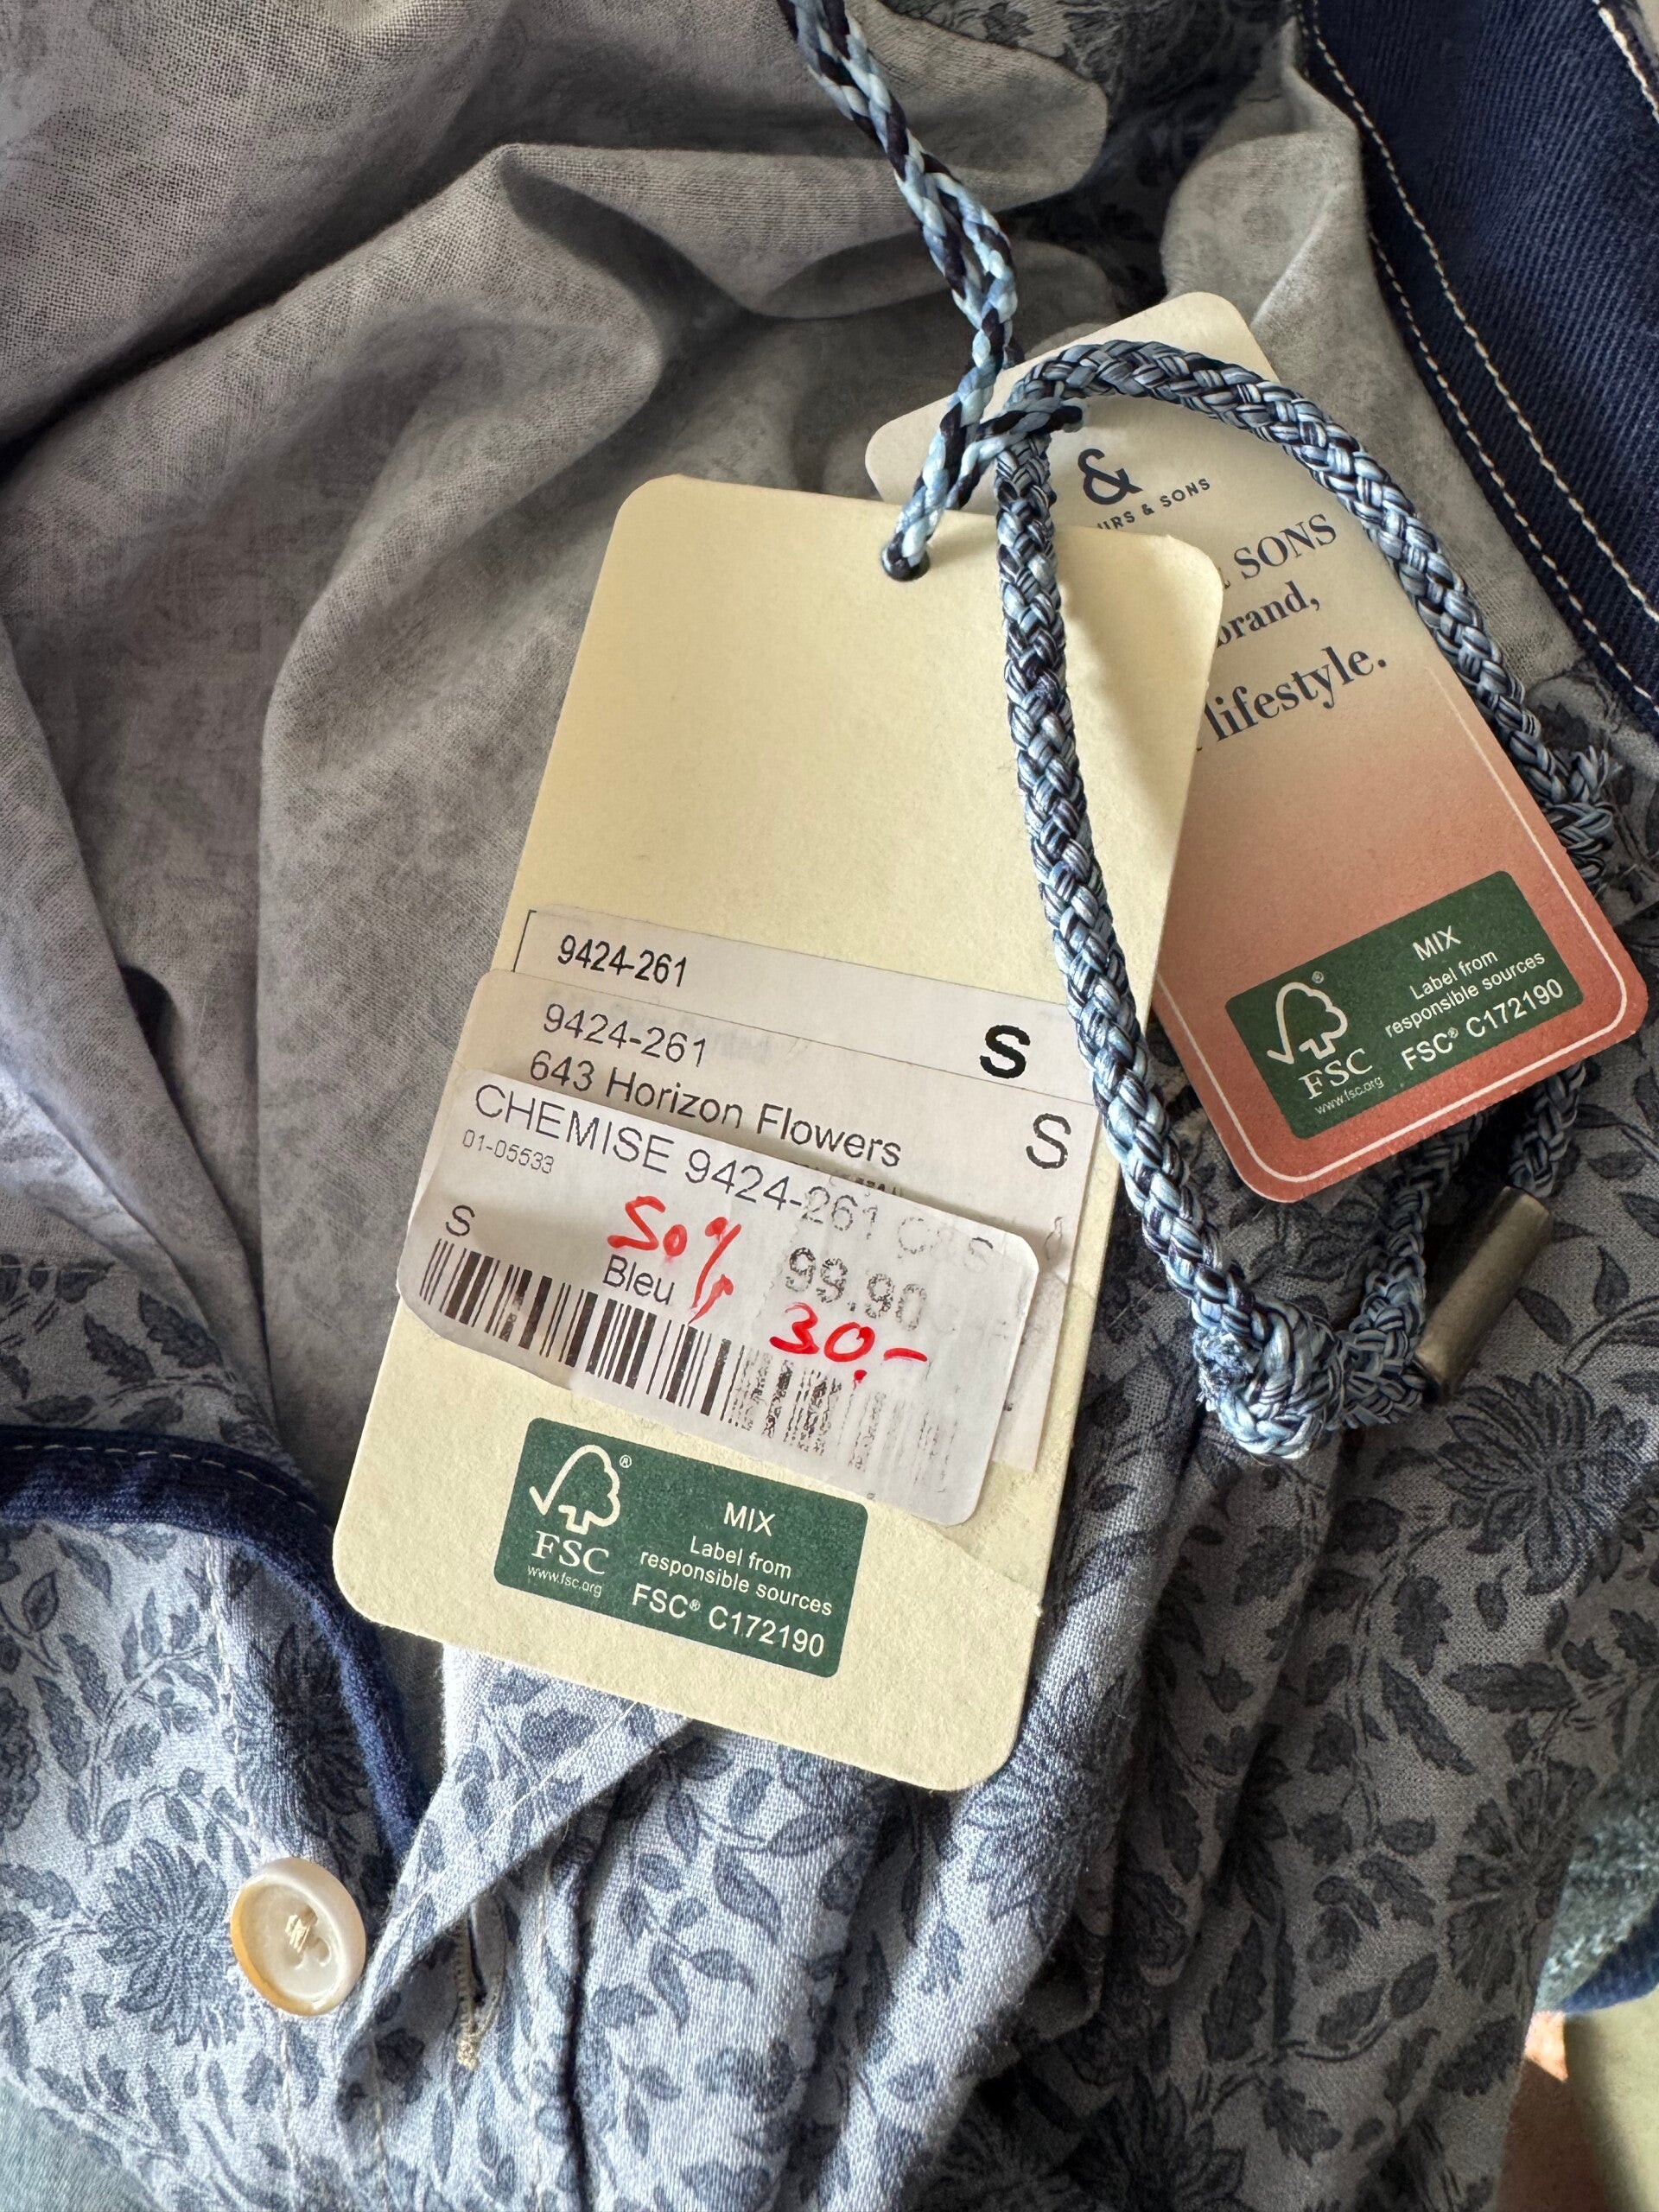 &
& SONS
SONS
brand,
lifestyle.
9424-261
S
9424-261
643 Horizon Flowers
S
CHEMISE 9424-261 C&S
01-05533
S
50%
Bleu
99.90
30.-
FSC®
www.fsc.org
MIX
Label from
responsible sources
FSC® C172190
FSC®
www.fsc.org
MIX
Label from
responsible sources
FSC® C172190